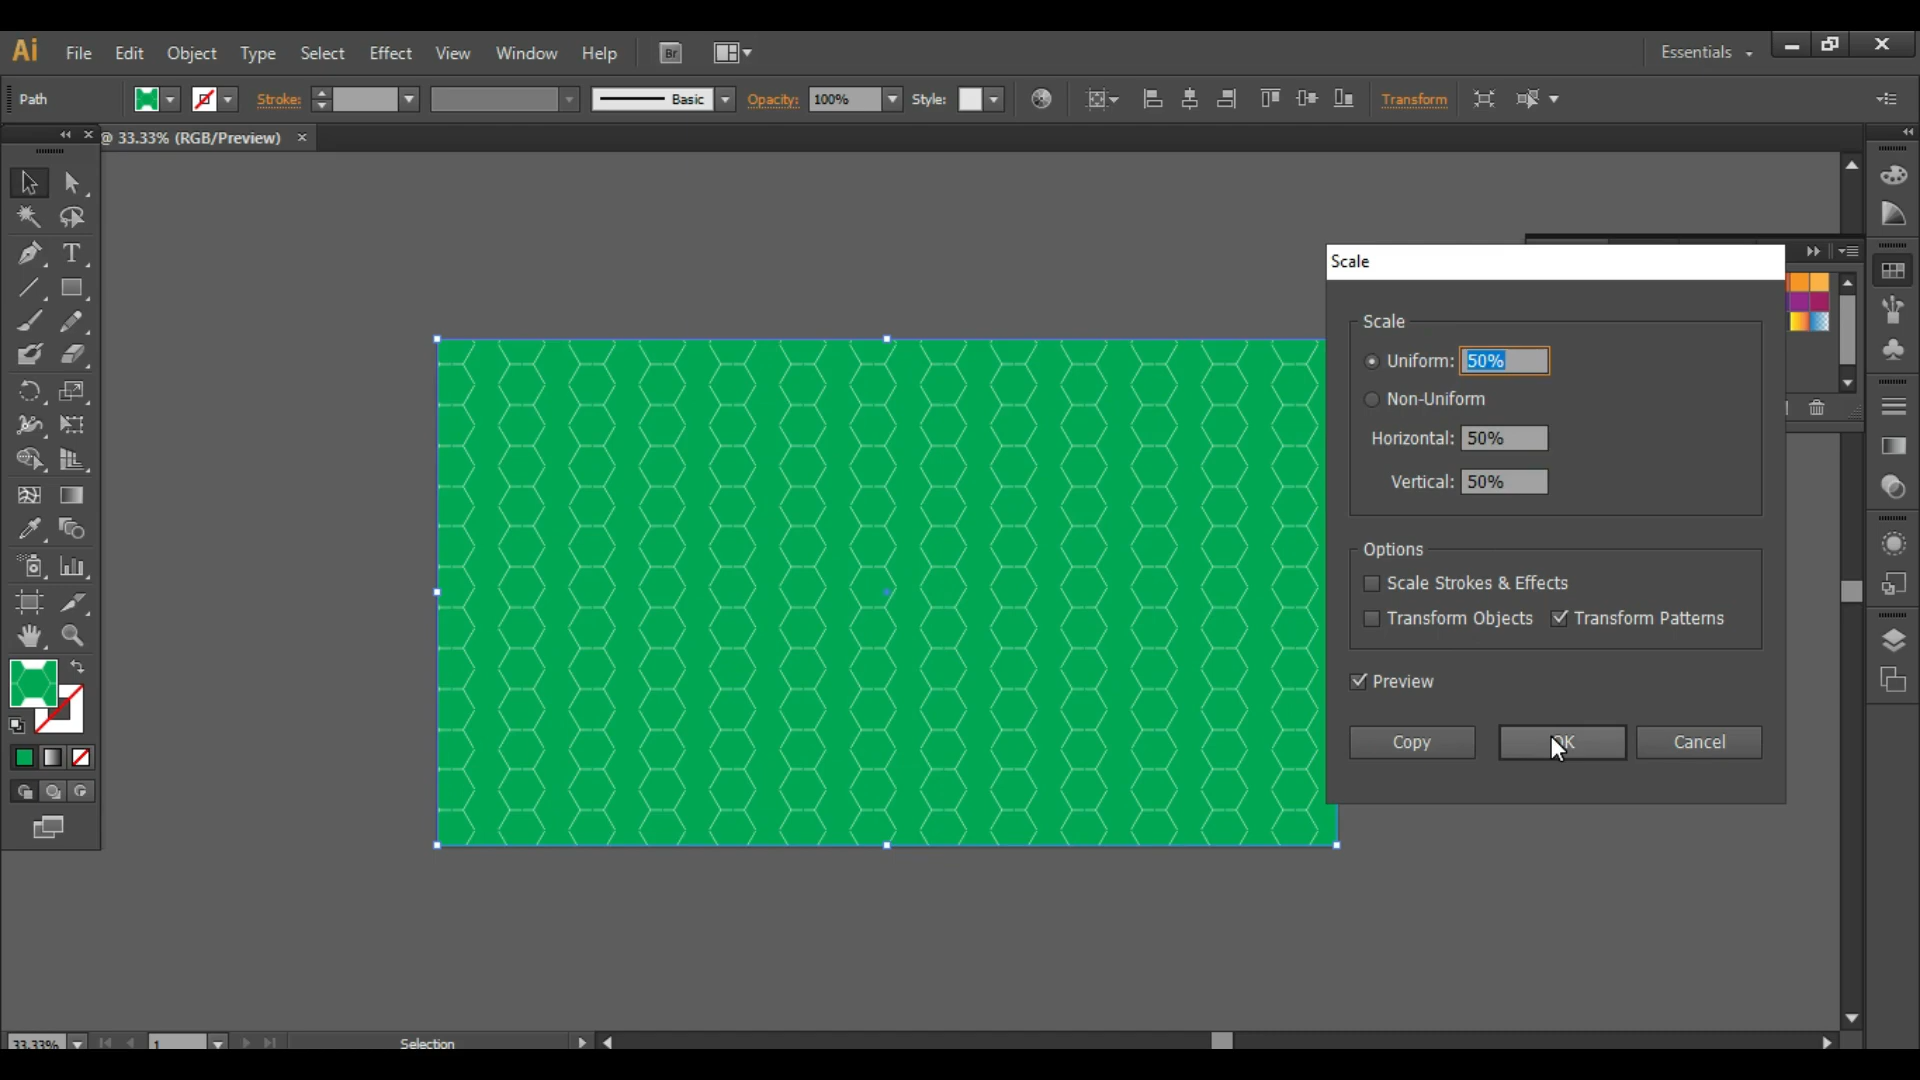 Ai File Edit Object Type Select Effect View Window Help Br Essentials
Path Stroke: Basic Opacity: 100% Style: Transform
@ 33.33% (RGB/Preview) ×
Scale
Scale
Uniform: 50%
Non-Uniform
Horizontal: 50%
Vertical: 50%
Options
Scale Strokes & Effects
Transform Objects Transform Patterns
Preview
Copy OK Cancel
T
33.33% 1 Selection